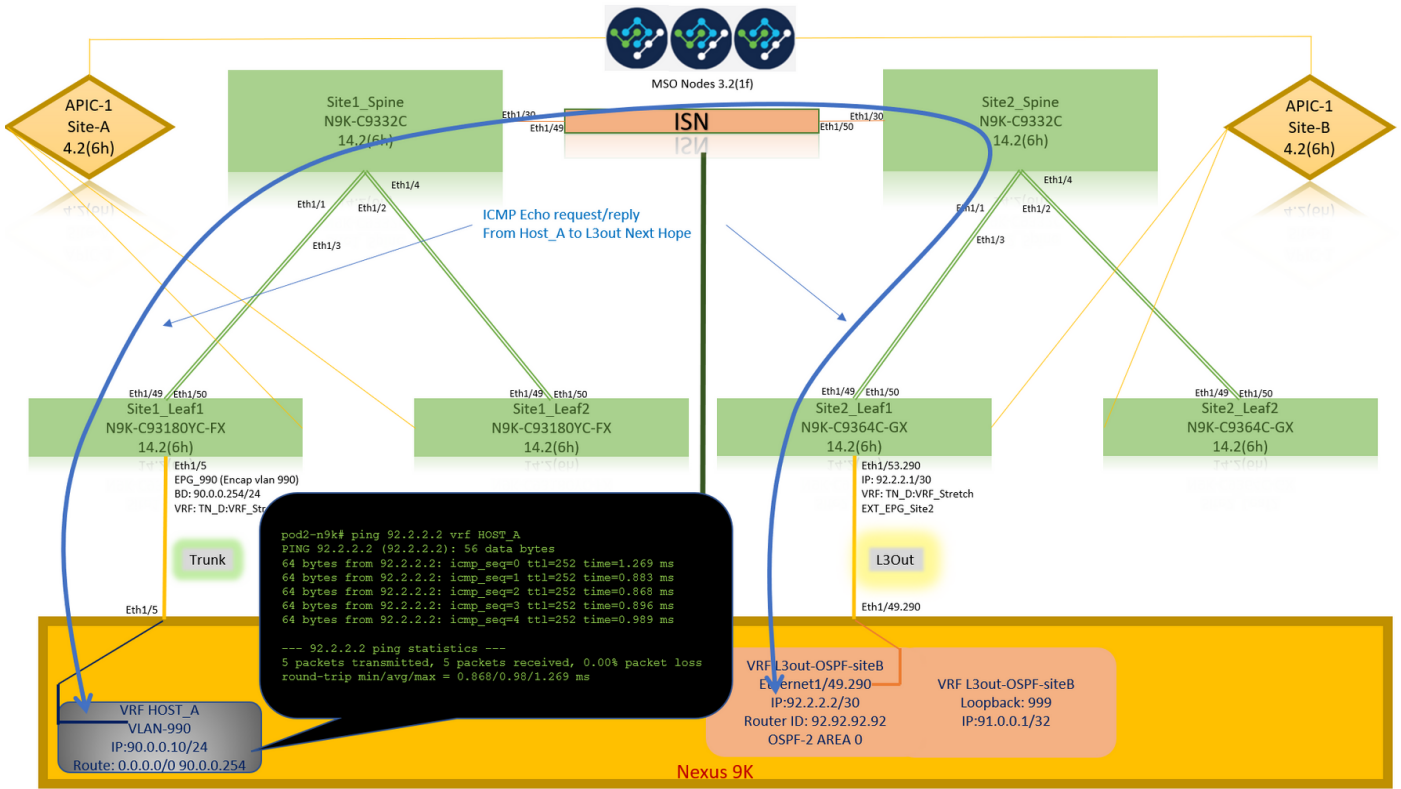 MSO Nodes 3.2(1f)
APIC-1
Site-A
4.2(6h)
Site1_Spine
N9K-C9332C
14.2(6h)
Eth1/30
Eth1/49
ISN
Eth1/50
Eth1/30
Site2_Spine
N9K-C9332C
14.2(6h)
APIC-1
Site-B
4.2(6h)
Eth1/4
Eth1/1
Eth1/2
Eth1/3
ICMP Echo request/reply
From Host_A to L3out Next Hope
Eth1/4
Eth1/1
Eth1/2
Eth1/3
Eth1/49
Eth1/50
Site1_Leaf1
N9K-C93180YC-FX
14.2(6h)
Eth1/49
Eth1/50
Site1_Leaf2
N9K-C93180YC-FX
14.2(6h)
Eth1/49
Eth1/50
Site2_Leaf1
N9K-C9364C-GX
14.2(6h)
Eth1/49
Eth1/50
Site2_Leaf2
N9K-C9364C-GX
14.2(6h)
Eth1/5
EPG_990 (Encap vlan 990)
BD: 90.0.0.254/24
VRF: TN_D:VRF_Str
Eth1/53.290
IP: 92.2.2.1/30
VRF: TN_D:VRF_Stretch
EXT_EPG_Site2
Trunk
L3Out
Eth1/5
Eth1/49.290
pod2-n9k# ping 92.2.2.2 vrf HOST_A
PING 92.2.2.2 (92.2.2.2): 56 data bytes
64 bytes from 92.2.2.2: icmp_seq=0 ttl=252 time=1.269 ms
64 bytes from 92.2.2.2: icmp_seq=1 ttl=252 time=0.883 ms
64 bytes from 92.2.2.2: icmp_seq=2 ttl=252 time=0.868 ms
64 bytes from 92.2.2.2: icmp_seq=3 ttl=252 time=0.896 ms
64 bytes from 92.2.2.2: icmp_seq=4 ttl=252 time=0.989 ms
--- 92.2.2.2 ping statistics ---
5 packets transmitted, 5 packets received, 0.00% packet loss
round-trip min/avg/max = 0.868/0.98/1.269 ms
VRF HOST_A
VLAN-990
IP:90.0.0.10/24
Route: 0.0.0.0/0 90.0.0.254
VRF L3out-OSPF-siteB
Ethernet1/49.290
IP:92.2.2.2/30
Router ID: 92.92.92.92
OSPF-2 AREA 0
VRF L3out-OSPF-siteB
Loopback: 999
IP:91.0.0.1/32
Nexus 9K